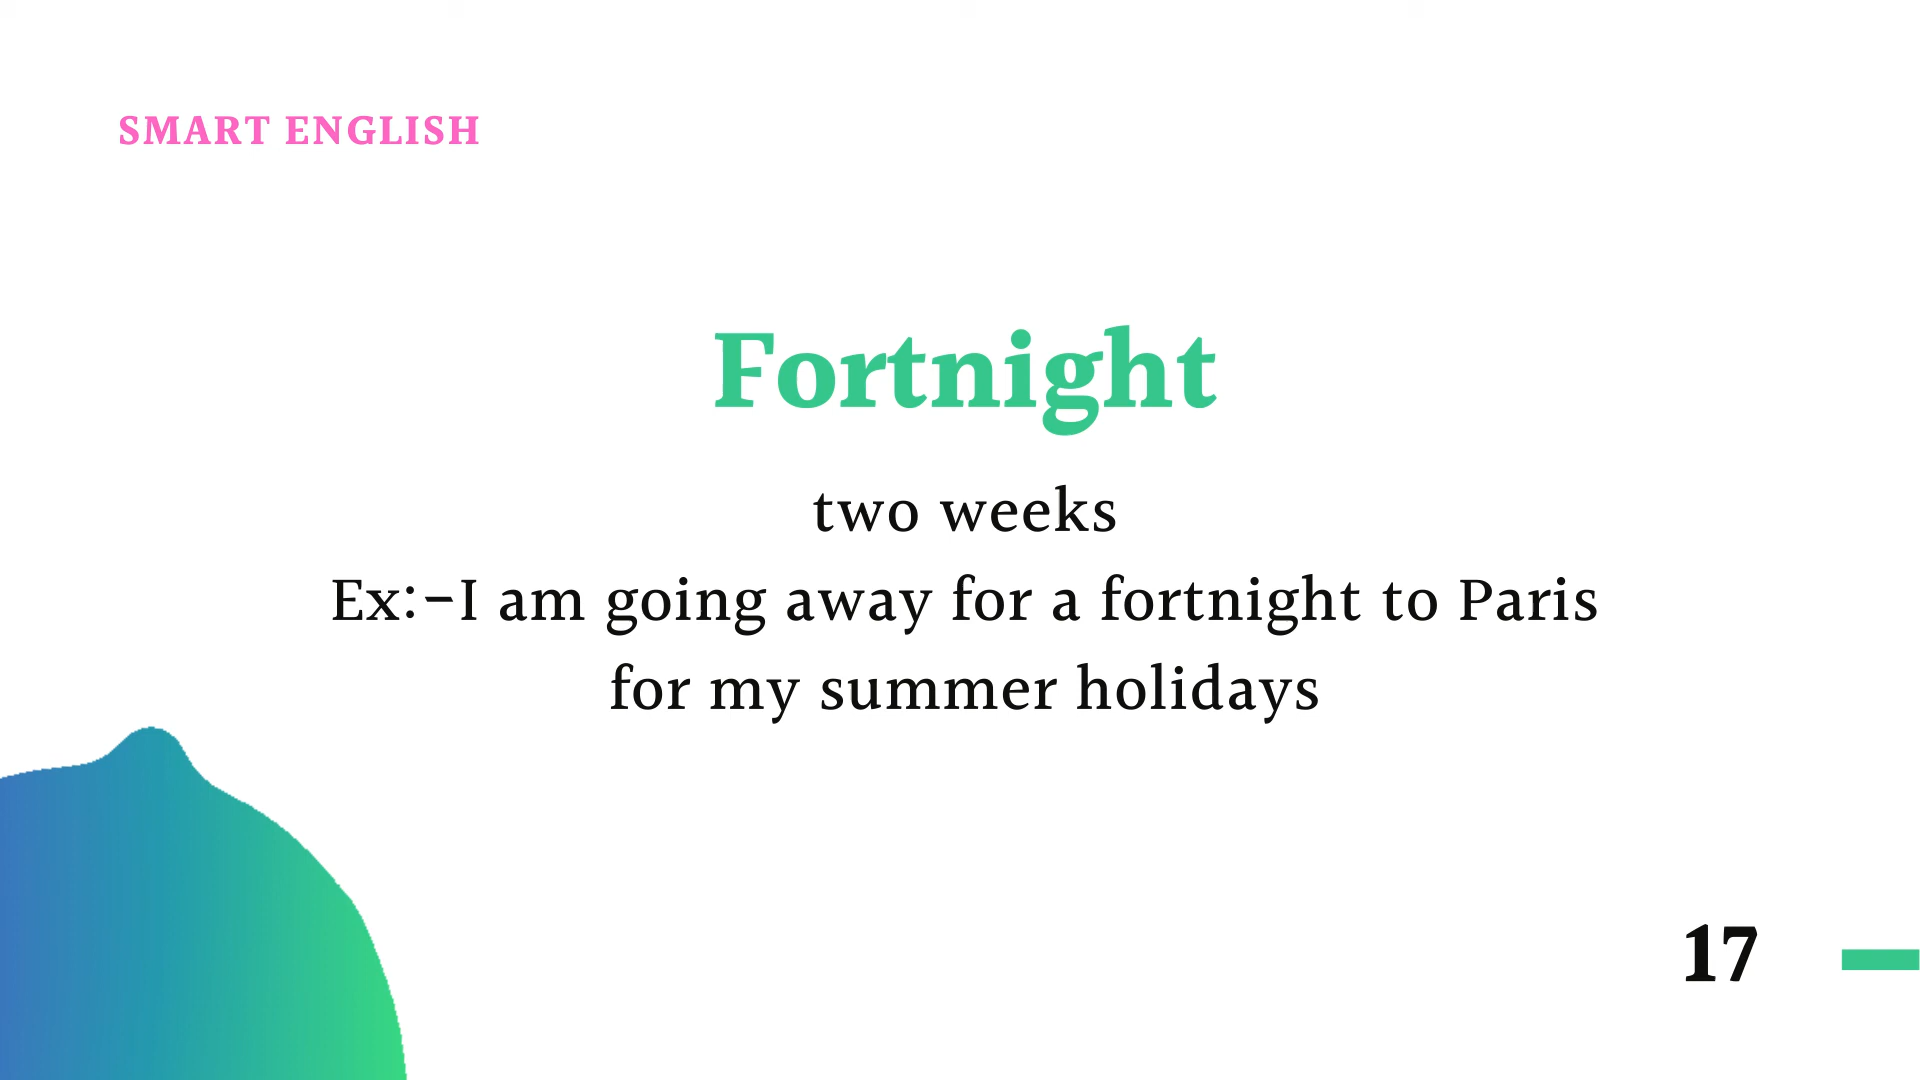 SMART ENGLISH
Fortnight
two weeks
Ex:-I am going away for a fortnight to Paris
for my summer holidays
17